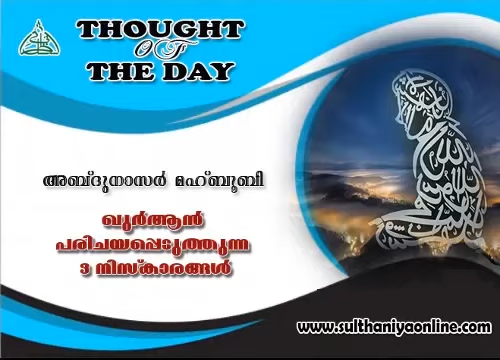 THOUGHT
OF
THE DAY
അബ്ദുനാസർ മഹ്ബൂബി
ഖുർആൻ
പരിചയപ്പെടുത്തുന്ന
3 നിസ്കാരങ്ങൾ
www.sulthaniyaonline.com